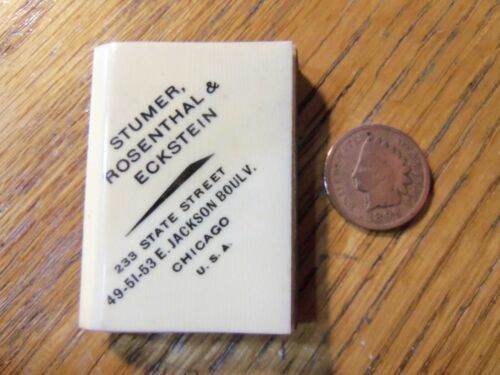 STUMER,
ROSENTHAL &
ECKSTEIN
233 STATE STREET
49-51-53 E. JACKSON BOULV.
CHICAGO
U. S. A.